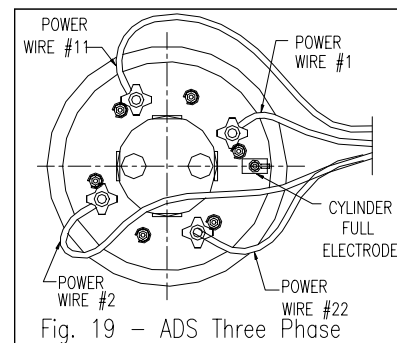 POWER
WIRE #11
POWER
WIRE #1
CYLINDER
FULL
ELECTRODE
POWER
WIRE #2
POWER
WIRE #22
Fig. 19 - ADS Three Phase